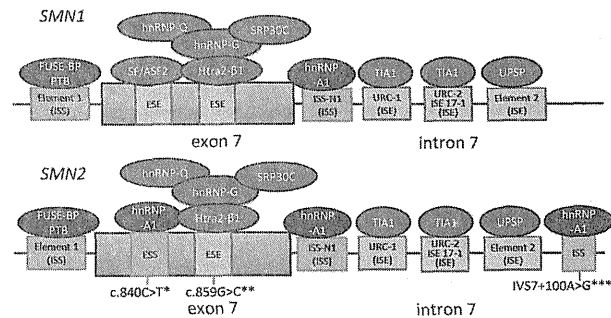 SMN1
hnRNP-Q
SRP30C
hnRNP-G
FUSE-BP
PTB
SF/ASF2
Htra2-β1
hnRNP
-A1
TIA1
TIA1
UPSP
Element 1
(ISS)
ESE
ESE
ISS-N1
(ISS)
URC-1
(ISE)
URC-2
ISE 17-1
(ISE)
Element 2
(ISE)
exon 7
intron 7
SMN2
hnRNP-Q
SRP30C
hnRNP-G
FUSE-BP
PTB
hnRNP
-A1
Htra2-β1
hnRNP
-A1
TIA1
TIA1
UPSP
hnRNP
-A1
Element 1
(ISS)
ESS
ESE
ISS-N1
(ISS)
URC-1
(ISE)
URC-2
ISE 17-1
(ISE)
Element 2
(ISE)
ISS
c.840C>T*
c.859G>C**
IVS7+100A>G***
exon 7
intron 7